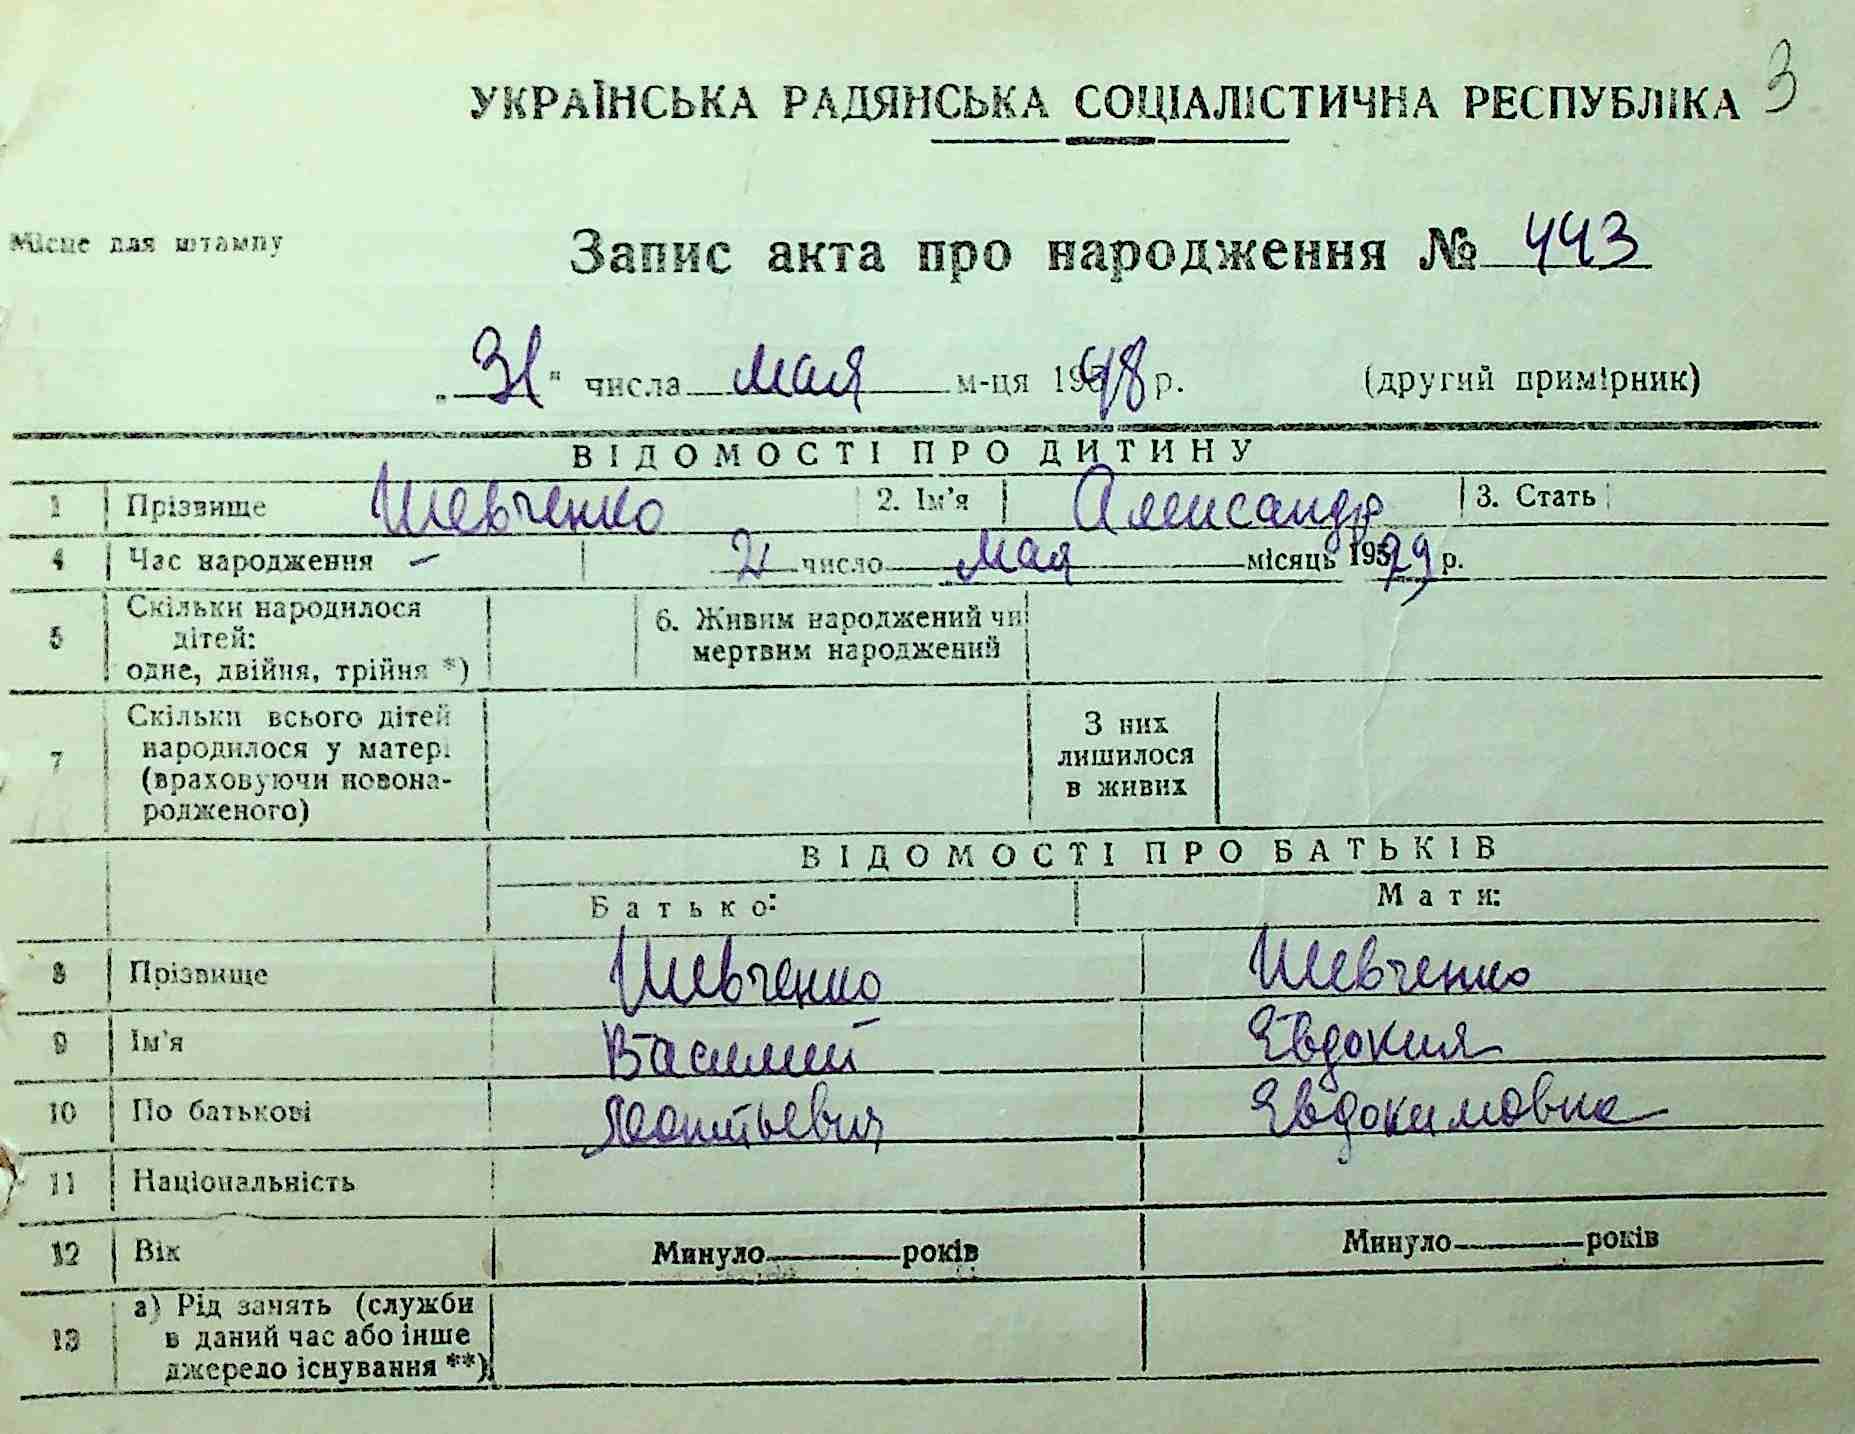 3
УКРАЇНСЬКА РАДЯНСЬКА СОЦІАЛІСТИЧНА РЕСПУБЛІКА
Місце для штампу
Запис акта про народження № 443
„31" числа мая м-ця 1948 р. (другий примірник)
ВІДОМОСТІ ПРО ДИТИНУ
1 Прізвище Шевченко 2. Ім'я Александр 3. Стать
4 Час народження – 21 число мая місяць 1929 р.
5 Скільки народилося дітей: одне, двійня, трійня *) 6. Живим народжений чи мертвим народжений
7 Скільки всього дітей народилося у матері (враховуючи новона-родженого) З них лишилося в живих
ВІДОМОСТІ ПРО БАТЬКІВ
Батько: Мати:
8 Прізвище Шевченко Шевченко
9 Ім'я Василий Евдокия
10 По батькові Леонтьевич Евдокимовна
11 Національність
12 Вік Минуло років Минуло років
13 а) Рід занять (служби в даний час або інше джерело існування **)